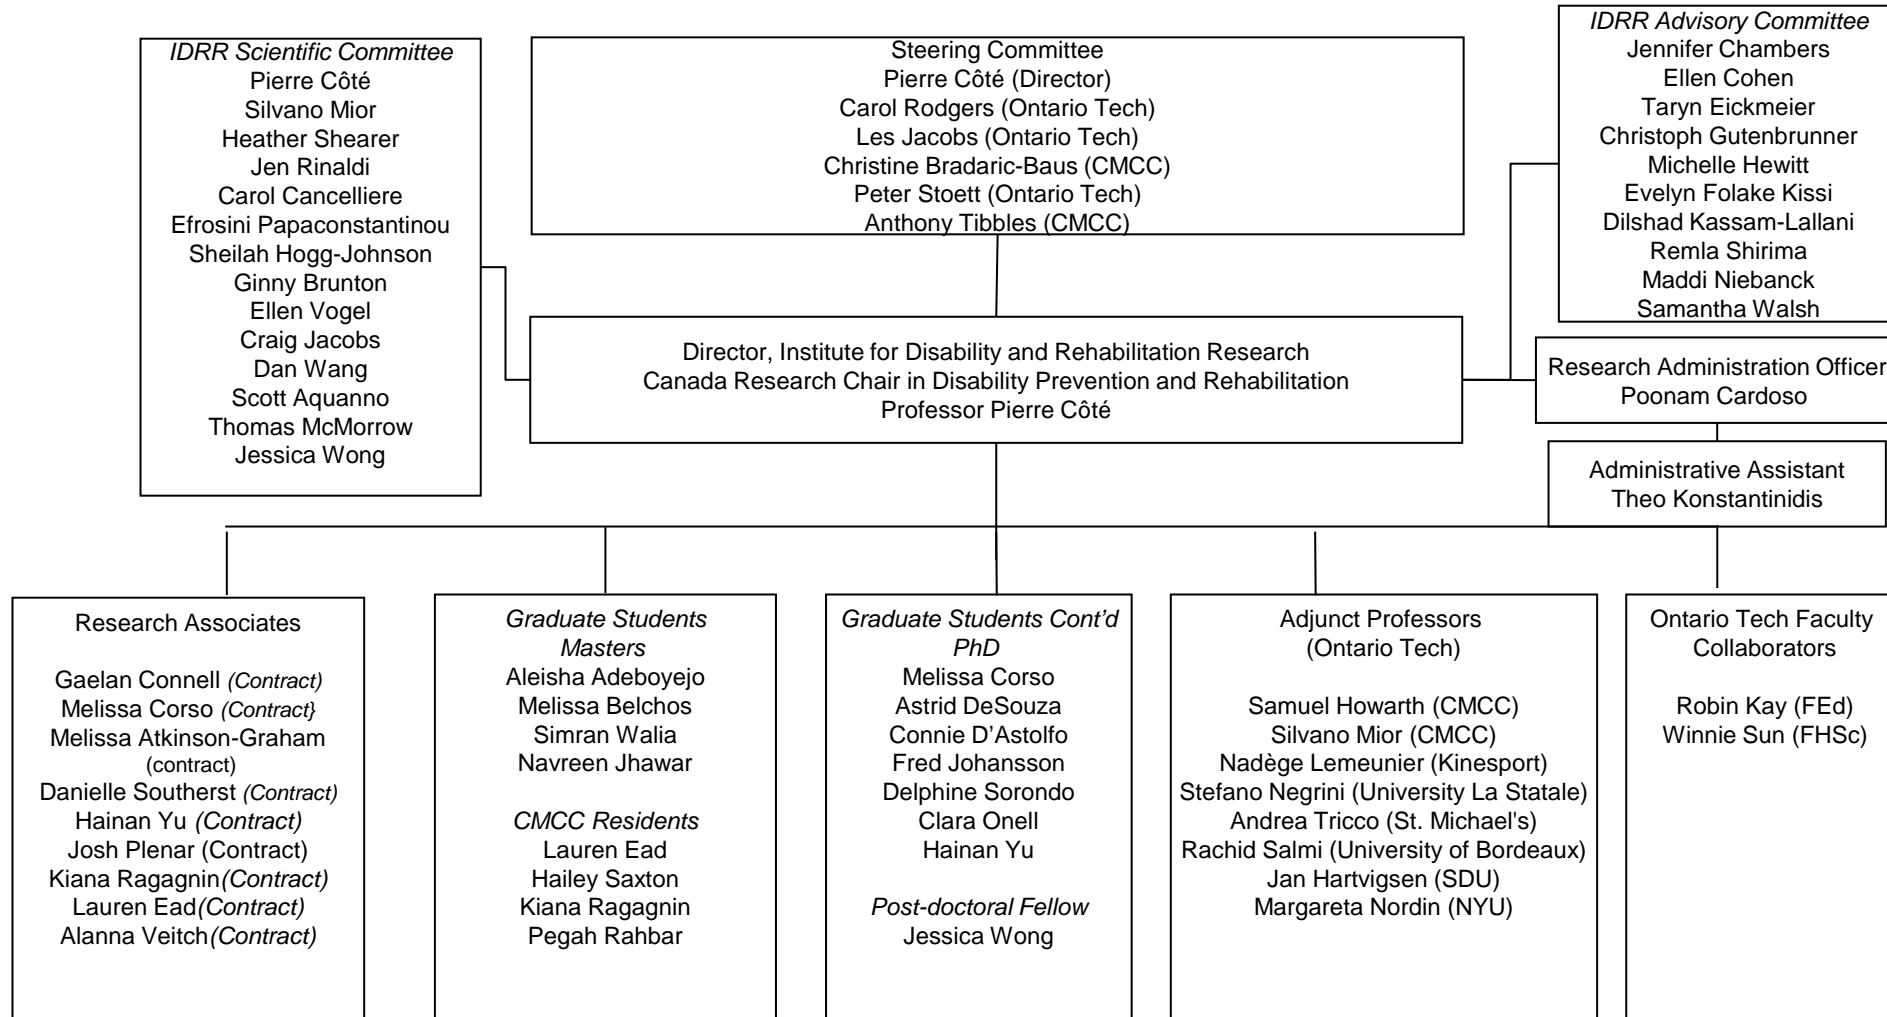 IDRR Scientific Committee
Pierre Côté
Silvano Mior
Heather Shearer
Jen Rinaldi
Carol Cancelliere
Efrosini Papaconstantinou
Sheilah Hogg-Johnson
Ginny Brunton
Ellen Vogel
Craig Jacobs
Dan Wang
Scott Aquanno
Thomas McMorrow
Jessica Wong
Steering Committee
Pierre Côté (Director)
Carol Rodgers (Ontario Tech)
Les Jacobs (Ontario Tech)
Christine Bradaric-Baus (CMCC)
Peter Stoett (Ontario Tech)
Anthony Tibbles (CMCC)
IDRR Advisory Committee
Jennifer Chambers
Ellen Cohen
Taryn Eickmeier
Christoph Gutenbrunner
Michelle Hewitt
Evelyn Folake Kissi
Dilshad Kassam-Lallani
Remla Shirima
Maddi Niebanck
Samantha Walsh
Director, Institute for Disability and Rehabilitation Research
Canada Research Chair in Disability Prevention and Rehabilitation
Professor Pierre Côté
Research Administration Officer
Poonam Cardoso
Administrative Assistant
Theo Konstantinidis
Research Associates
Gaelan Connell (Contract)
Melissa Corso (Contract}
Melissa Atkinson-Graham
(contract)
Danielle Southerst (Contract)
Hainan Yu (Contract)
Josh Plenar (Contract)
Kiana Ragagnin(Contract)
Lauren Ead(Contract)
Alanna Veitch(Contract)
Graduate Students
Masters
Aleisha Adeboyejo
Melissa Belchos
Simran Walia
Navreen Jhawar
CMCC Residents
Lauren Ead
Hailey Saxton
Kiana Ragagnin
Pegah Rahbar
Graduate Students Cont'd
PhD
Melissa Corso
Astrid DeSouza
Connie D'Astolfo
Fred Johansson
Delphine Sorondo
Clara Onell
Hainan Yu
Post-doctoral Fellow
Jessica Wong
Adjunct Professors
(Ontario Tech)
Samuel Howarth (CMCC)
Silvano Mior (CMCC)
Nadège Lemeunier (Kinesport)
Stefano Negrini (University La Statale)
Andrea Tricco (St. Michael's)
Rachid Salmi (University of Bordeaux)
Jan Hartvigsen (SDU)
Margareta Nordin (NYU)
Ontario Tech Faculty
Collaborators
Robin Kay (FEd)
Winnie Sun (FHSc)